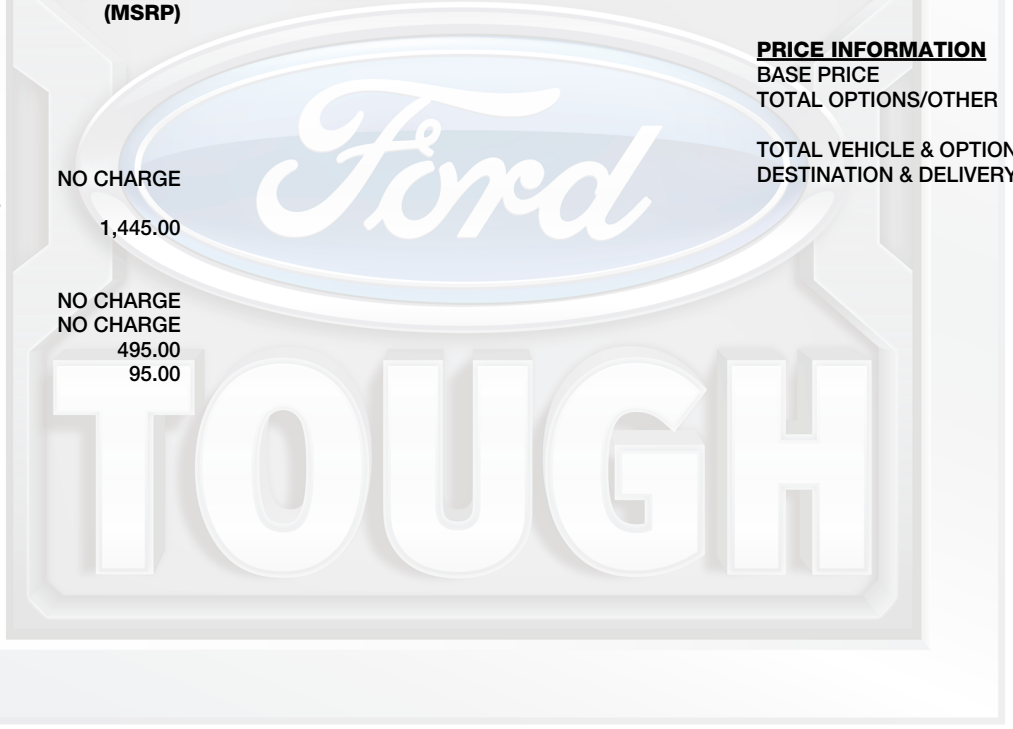 (MSRP)
NO CHARGE
1,445.00
NO CHARGE
NO CHARGE
495.00
95.00
PRICE INFORMATION
BASE PRICE
TOTAL OPTIONS/OTHER
TOTAL VEHICLE & OPTION
DESTINATION & DELIVERY
Ford
TOUGH